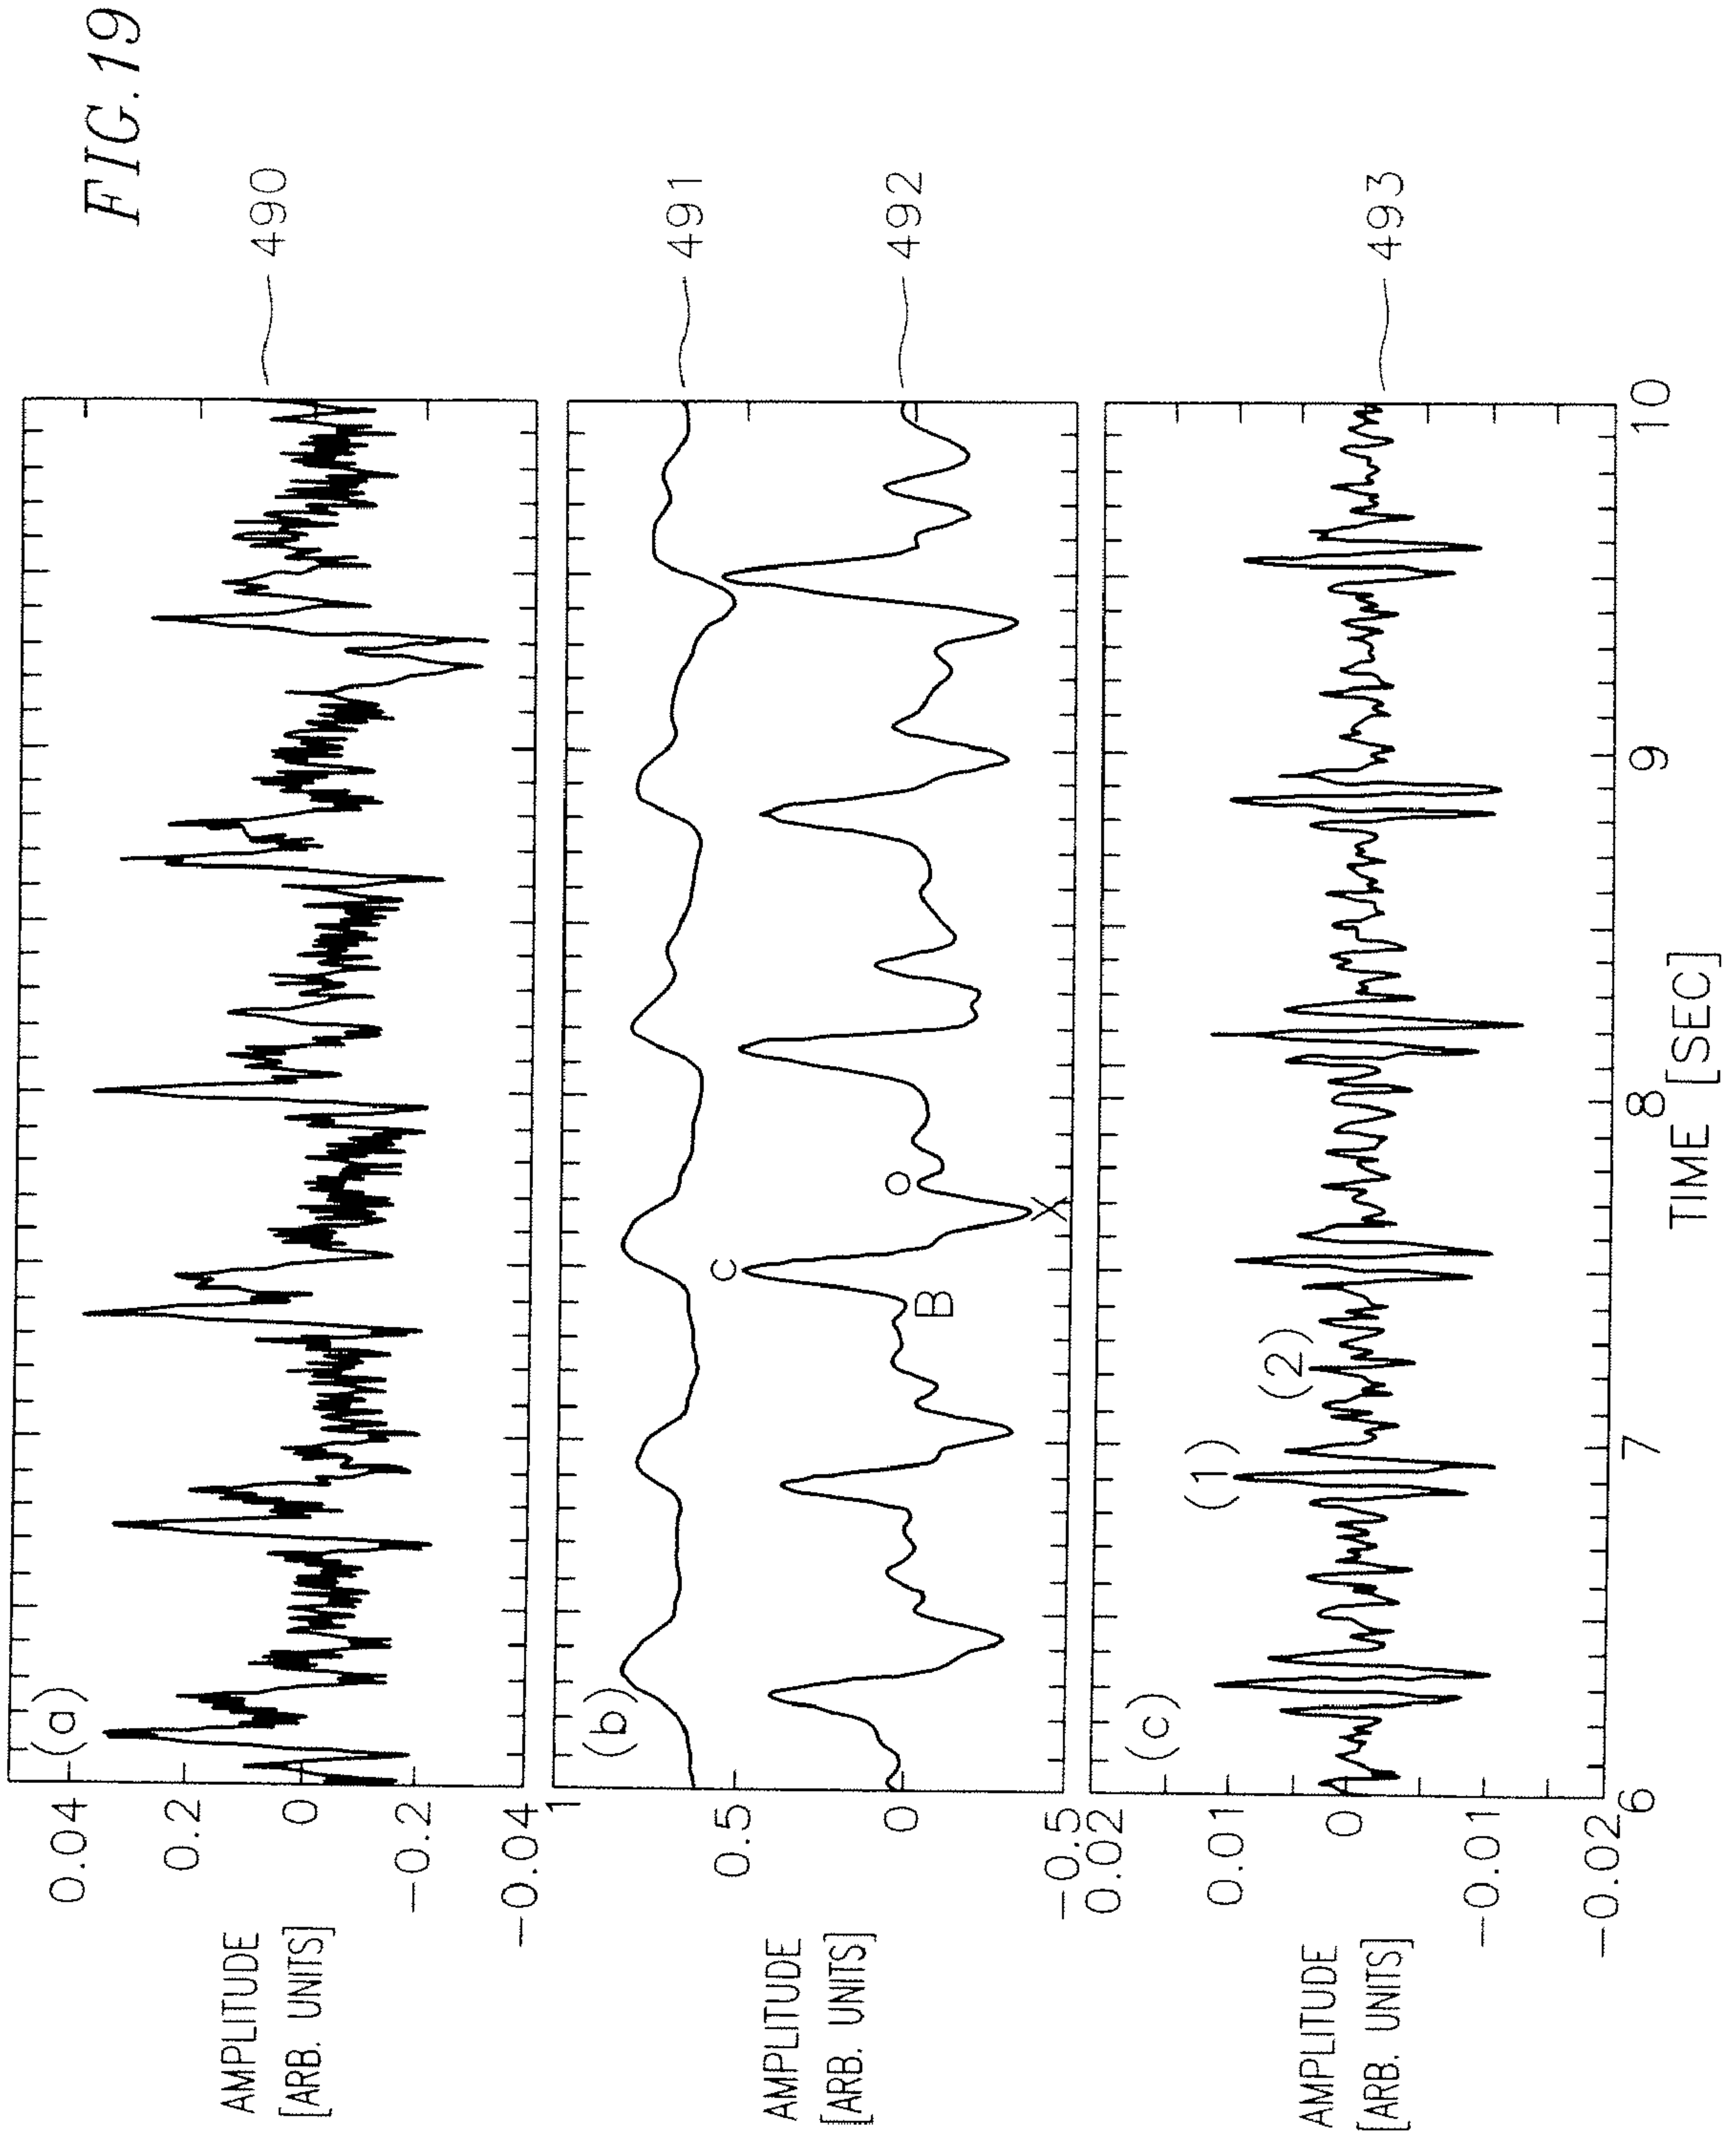 FIG. 19
490
(a)
0.04
0.2
0
-0.2
-0.04
AMPLITUDE
[ARB. UNITS]
491
492
(b)
C
B
X
O
1
0.5
0
-0.5
AMPLITUDE
[ARB. UNITS]
493
(c)
(1)
(2)
0.02
0.01
0
-0.01
-0.02
AMPLITUDE
[ARB. UNITS]
6
7
8
9
10
TIME [SEC]